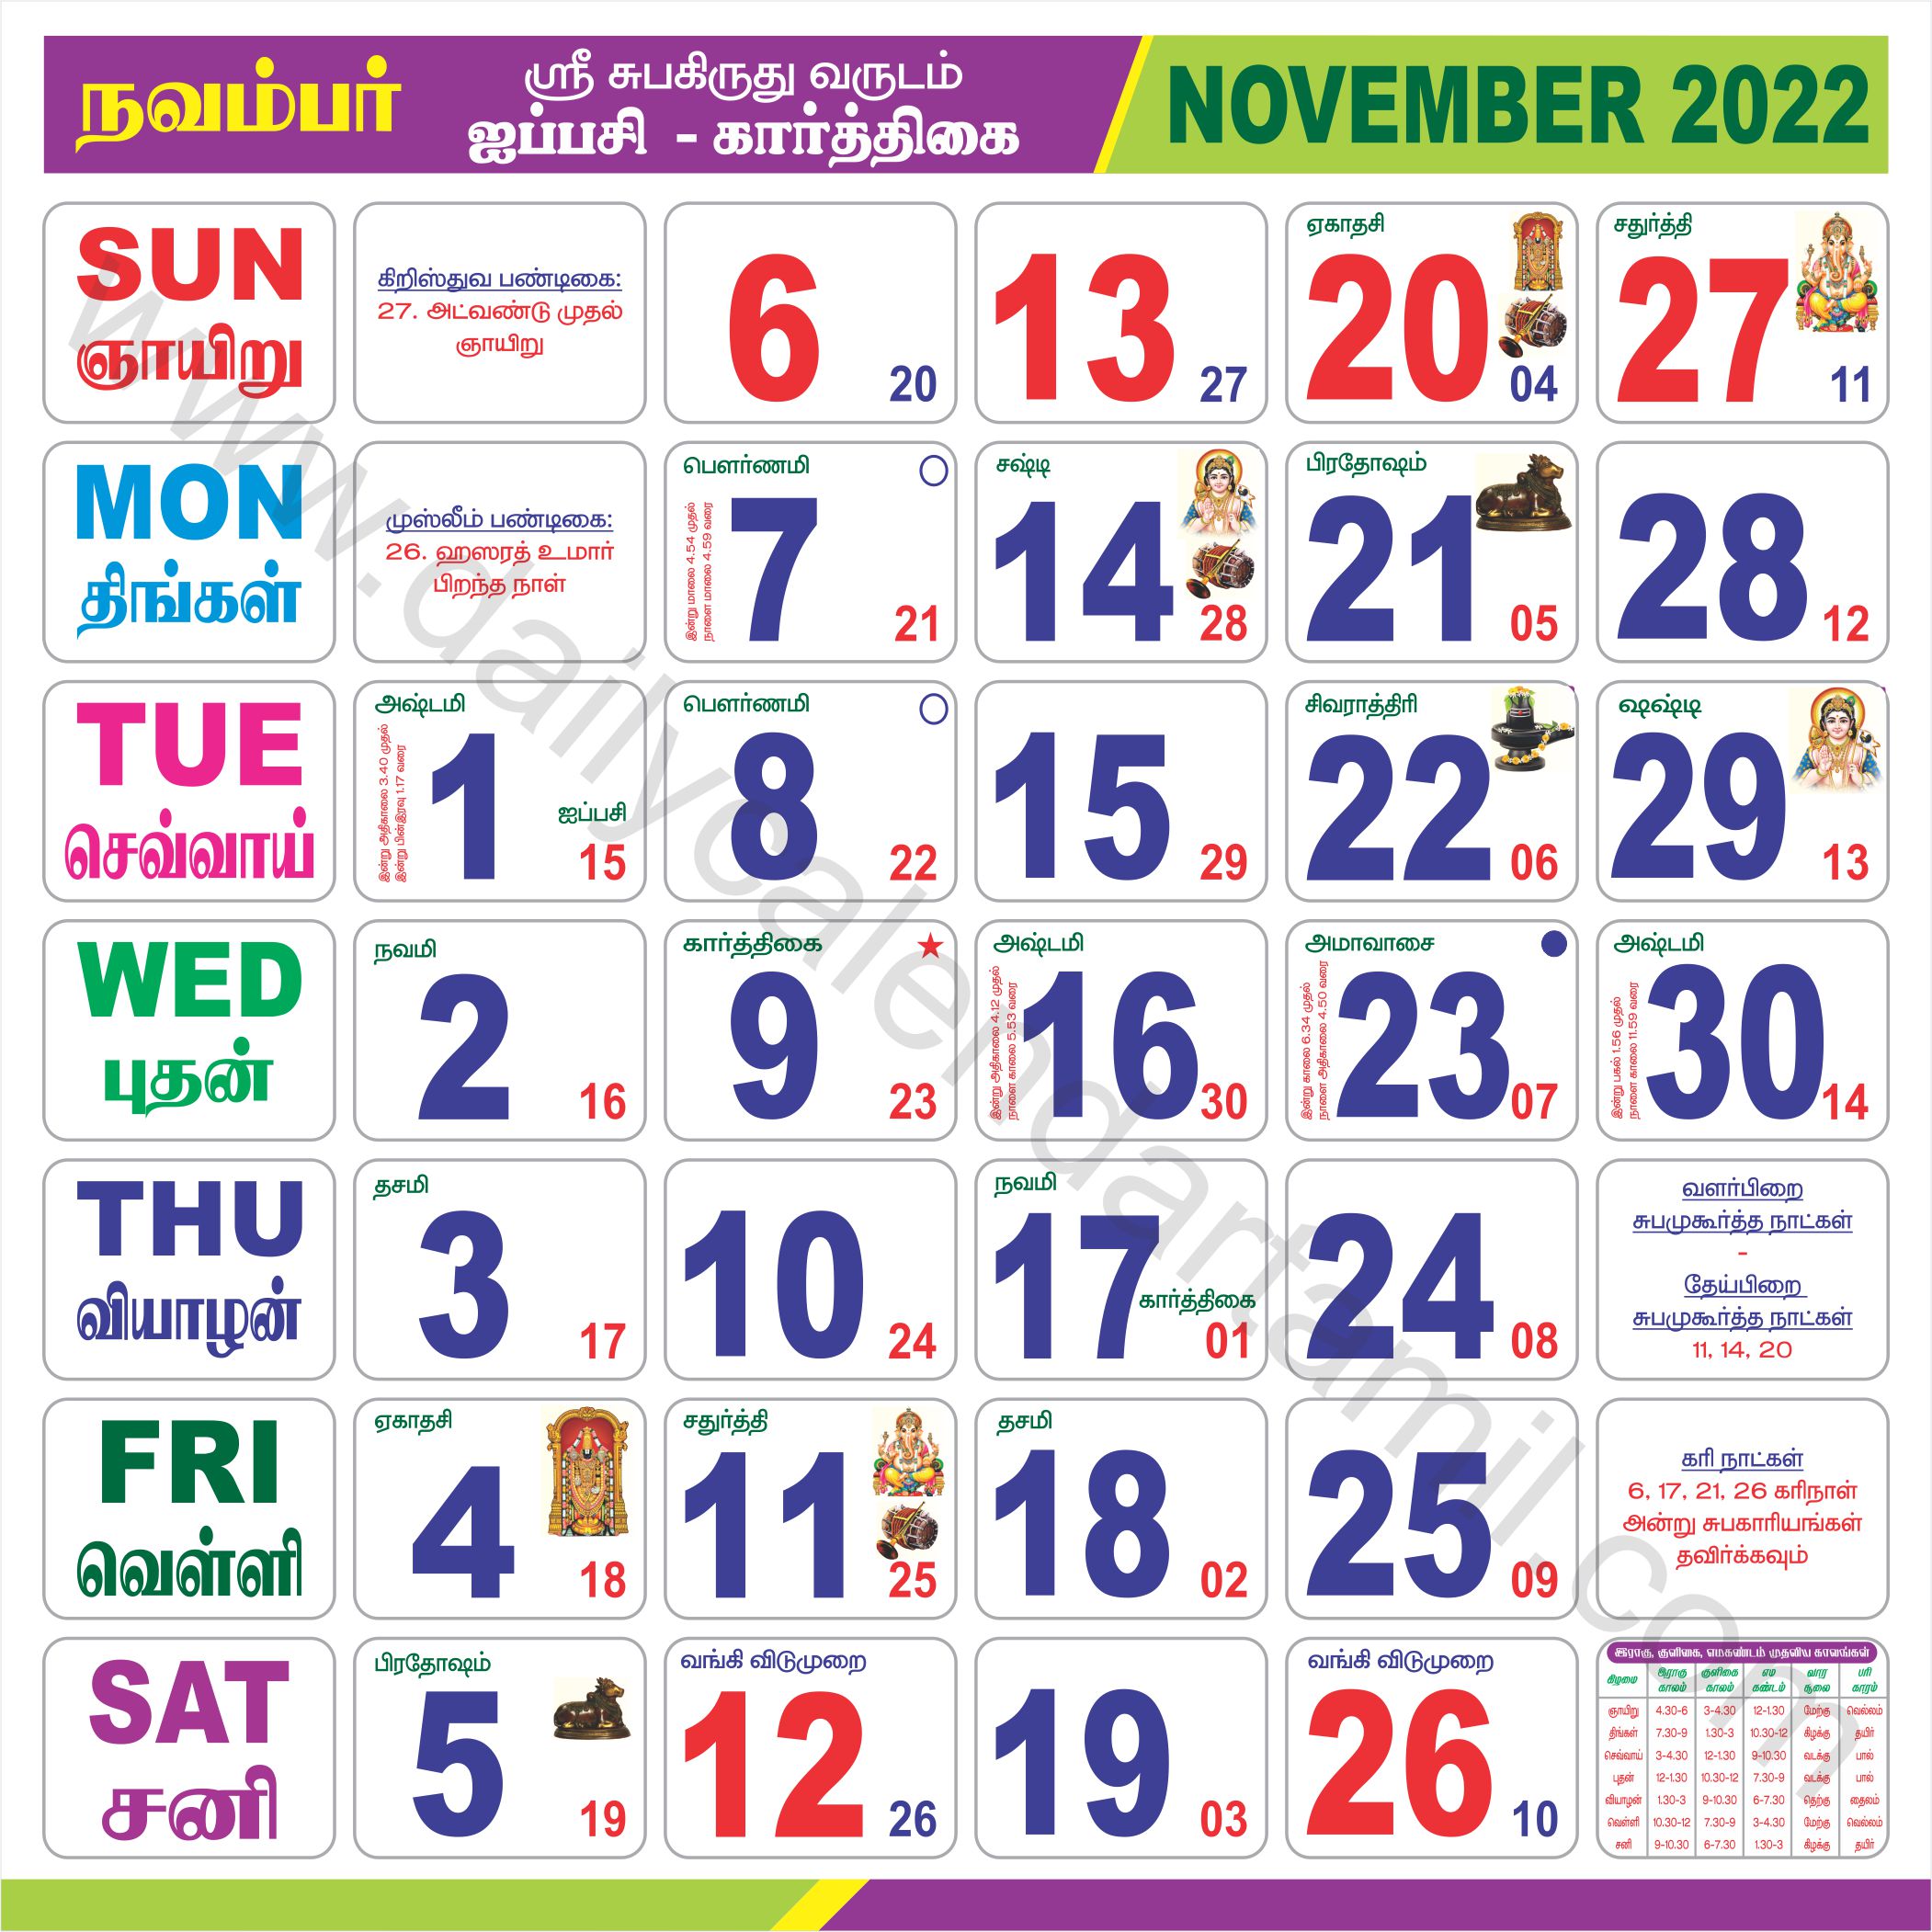 நவம்பர்
ஸ்ரீ சுபகிருது வருடம்
ஐப்பசி - கார்த்திகை
NOVEMBER 2022
SUN
ஞாயிறு
கிறிஸ்துவ பண்டிகை:
27. அட்வண்டு முதல்
ஞாயிறு
6
20
13
27
ஏகாதசி
20
04
சதுர்த்தி
27
11
MON
திங்கள்
முஸ்லீம் பண்டிகை:
26. ஹஸரத் உமார்
பிறந்த நாள்
பௌர்ணமி
இன்று மாலை 4.54 முதல்
நாளை மாலை 4.59 வரை
7
21
சஷ்டி
14
28
பிரதோஷம்
21
05
28
12
TUE
செவ்வாய்
அஷ்டமி
இன்று அதிகாலை 3.40 முதல்
இன்று பின்இரவு 1.17 வரை
1
ஐப்பசி
15
பௌர்ணமி
8
22
15
29
சிவராத்திரி
22
06
ஷஷ்டி
29
13
WED
புதன்
நவமி
2
16
கார்த்திகை
9
23
அஷ்டமி
இன்று அதிகாலை 4.12 முதல்
நாளை காலை 5.53 வரை
16
30
அமாவாசை
இன்று காலை 6.34 முதல்
நாளை அதிகாலை 4.50 வரை
23
07
அஷ்டமி
இன்று பகல் 1.56 முதல்
நாளை காலை 11.59 வரை
30
14
THU
வியாழன்
தசமி
3
17
10
24
நவமி
17
கார்த்திகை
01
24
08
வளர்பிறை
சுபமுகூர்த்த நாட்கள்
-
தேய்பிறை
சுபமுகூர்த்த நாட்கள்
11, 14, 20
FRI
வெள்ளி
ஏகாதசி
4
18
சதுர்த்தி
11
25
தசமி
18
02
25
09
கரி நாட்கள்
6, 17, 21, 26 கரிநாள்
அன்று சுபகாரியங்கள்
தவிர்க்கவும்
SAT
சனி
பிரதோஷம்
5
19
வங்கி விடுமுறை
12
26
19
03
வங்கி விடுமுறை
26
10
இராகு, குளிகை, எமகண்டம் முதலிய காலங்கள்
கிழமை இராகு காலம் குளிகை காலம் எம கண்டம் வார சூலை பரி காரம்
ஞாயிறு 4.30-6 3-4.30 12-1.30 மேற்கு வெல்லம்
திங்கள் 7.30-9 1.30-3 10.30-12 கிழக்கு தயிர்
செவ்வாய் 3-4.30 12-1.30 9-10.30 வடக்கு பால்
புதன் 12-1.30 10.30-12 7.30-9 வடக்கு பால்
வியாழன் 1.30-3 9-10.30 6-7.30 தெற்கு தைலம்
வெள்ளி 10.30-12 7.30-9 3-4.30 மேற்கு வெல்லம்
சனி 9-10.30 6-7.30 1.30-3 கிழக்கு தயிர்
www.dailycalendartamil.com